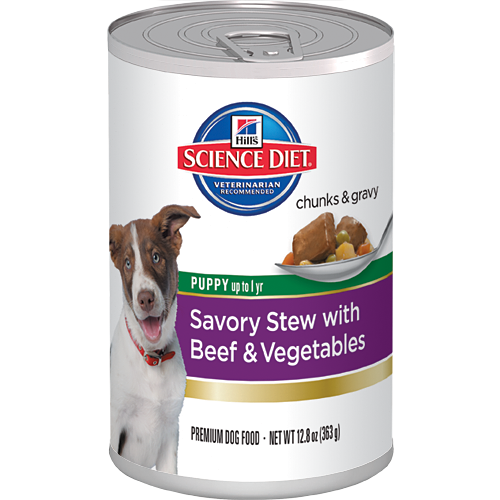 Hill's
SCIENCE DIET®
VETERINARIAN
RECOMMENDED
chunks & gravy
PUPPY up to 1 yr
Savory Stew with
Beef & Vegetables
PREMIUM DOG FOOD · NET WT 12.8 oz (363 g)